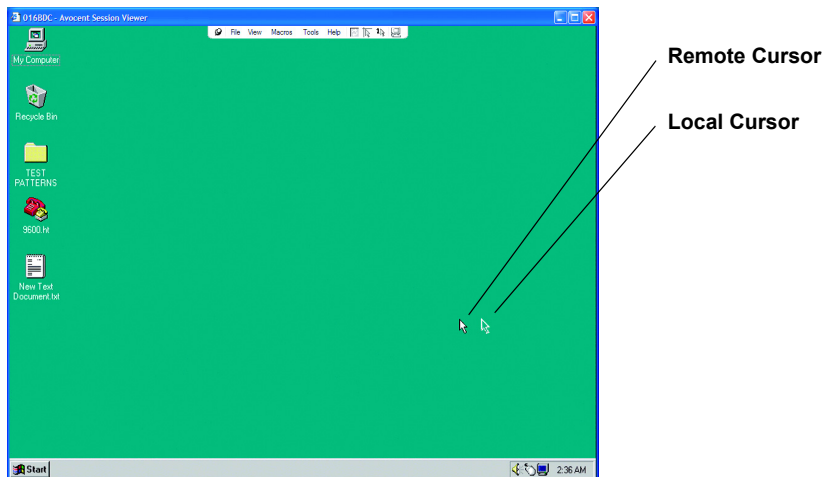 016BDC - Avocent Session Viewer
File View Macros Tools Help
My Computer
Recycle Bin
TEST
PATTERNS
9600.ht
New Text
Document.txt
Remote Cursor
Local Cursor
Start
2:36 AM